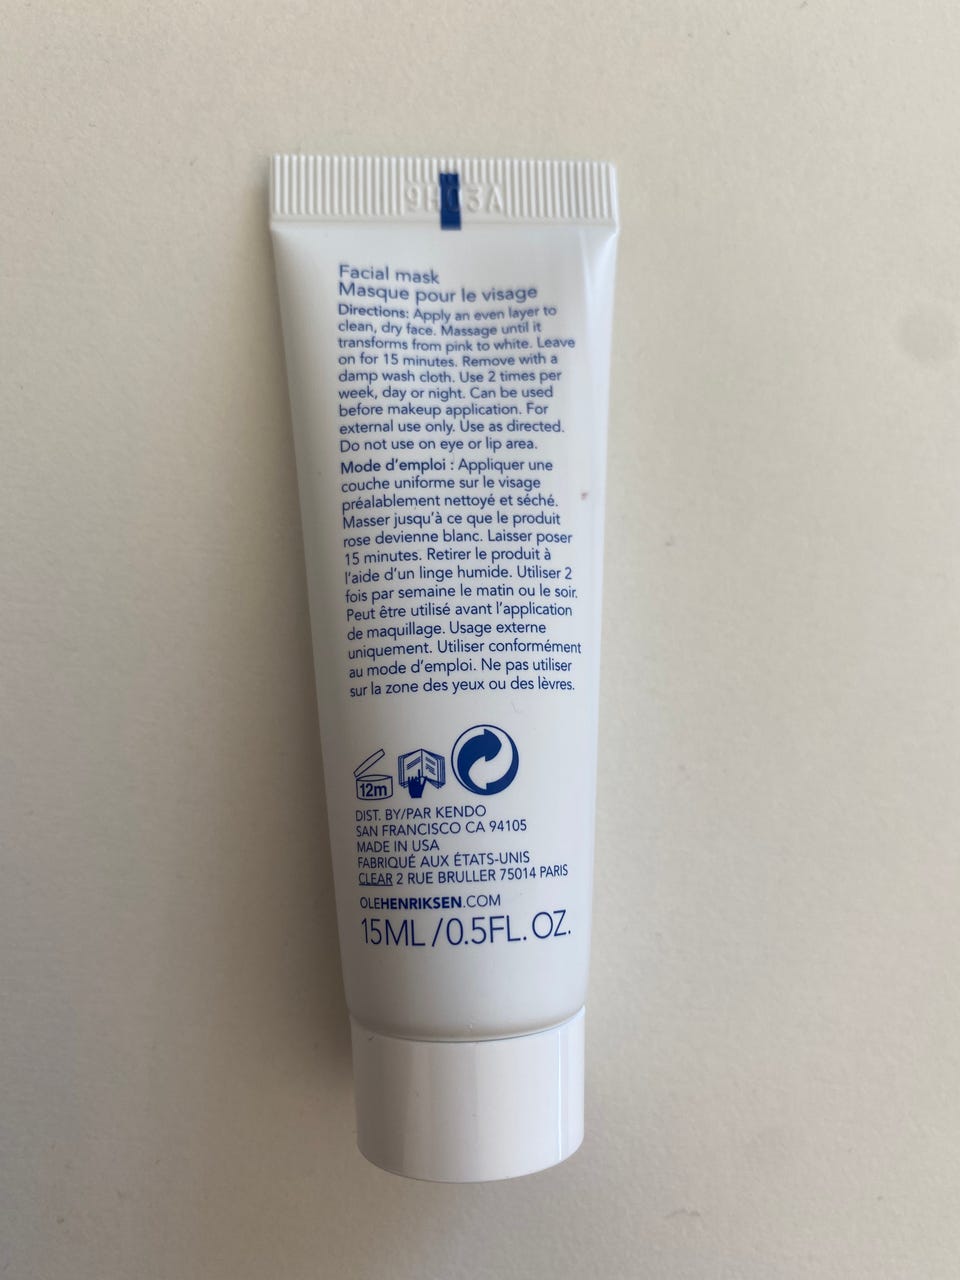 9H03A
Facial mask
Masque pour le visage
Directions: Apply an even layer to
clean, dry face. Massage until it
transforms from pink to white. Leave
on for 15 minutes. Remove with a
damp wash cloth. Use 2 times per
week, day or night. Can be used
before makeup application. For
external use only. Use as directed.
Do not use on eye or lip area.
Mode d'emploi : Appliquer une
couche uniforme sur le visage
préalablement nettoyé et séché.
Masser jusqu'à ce que le produit
rose devienne blanc. Laisser poser
15 minutes. Retirer le produit à
l'aide d'un linge humide. Utiliser 2
fois par semaine le matin ou le soir.
Peut être utilisé avant l'application
de maquillage. Usage externe
uniquement. Utiliser conformément
au mode d'emploi. Ne pas utiliser
sur la zone des yeux ou des lèvres.
12m
DIST. BY/PAR KENDO
SAN FRANCISCO CA 94105
MADE IN USA
FABRIQUÉ AUX ÉTATS-UNIS
CLEAR 2 RUE BRULLER 75014 PARIS
OLEHENRIKSEN.COM
15ML/0.5FL.OZ.